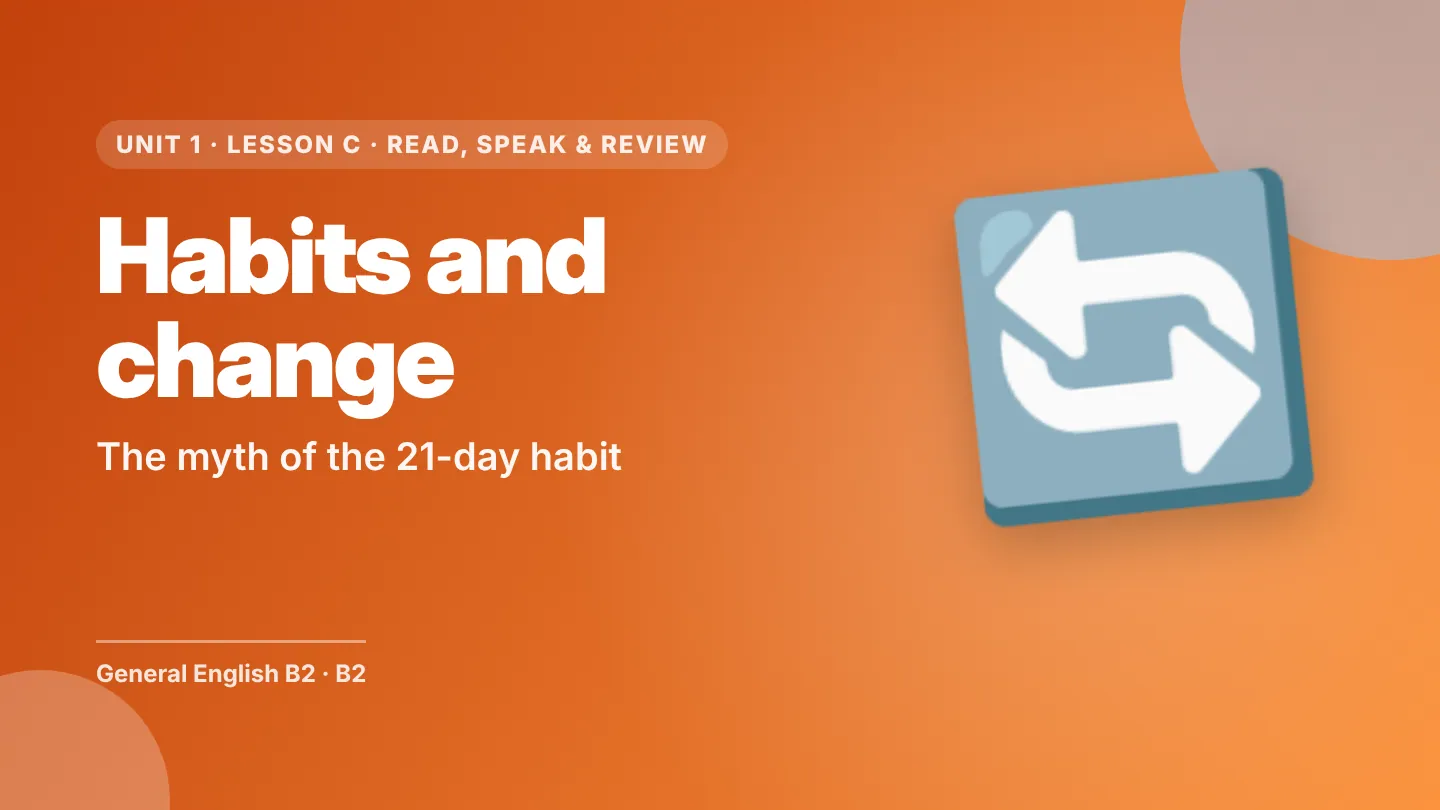 UNIT 1 · LESSON C · READ, SPEAK & REVIEW
Habits and
change
The myth of the 21-day habit
General English B2 · B2